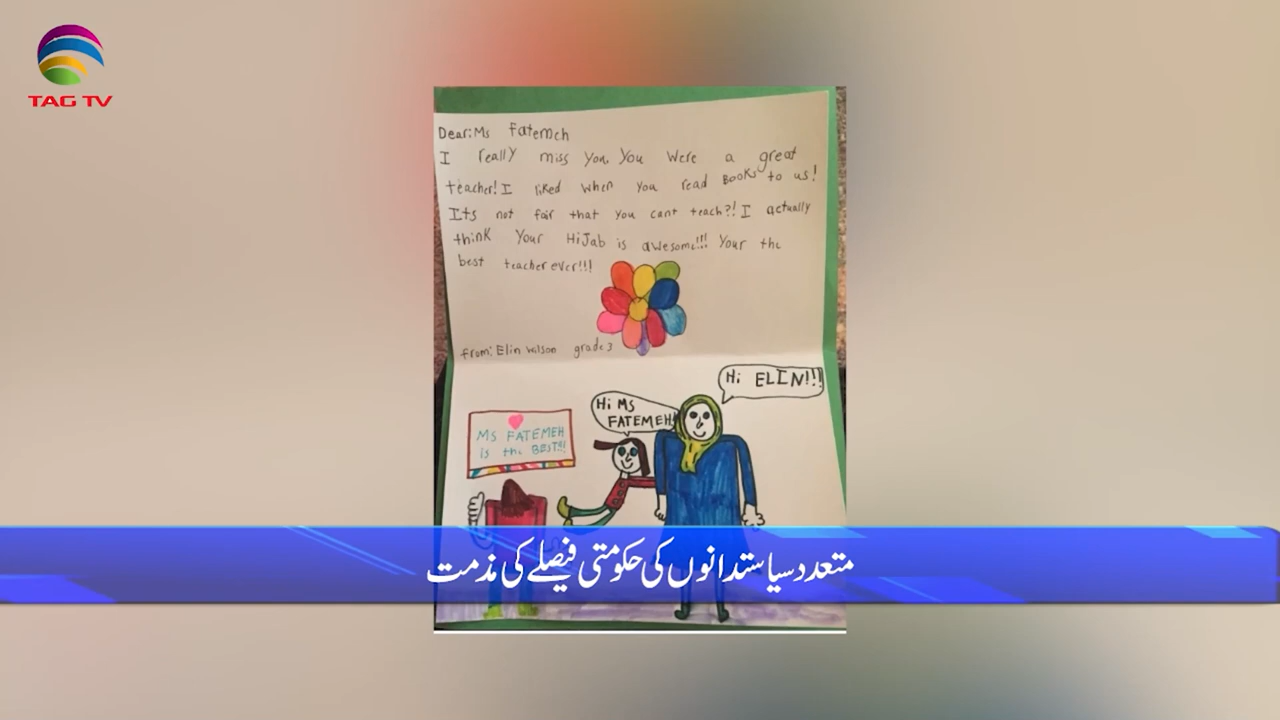 TAG TV
Dear: Ms Fatemeh
I really miss you. You were a great
teacher! I liked when you read Books to us!
Its not fair that you cant teach?! I actually
think Your HiJab is awesome!!! Your the
best teacher ever!!!
from: Elin Wilson grade 3
Hi ELIN!!!
Hi Ms
FATEMEH!
MS FATEMEH
is the BEST!!!
متعدد سیاستدانوں کی حکومتی فیصلے کی مذمت